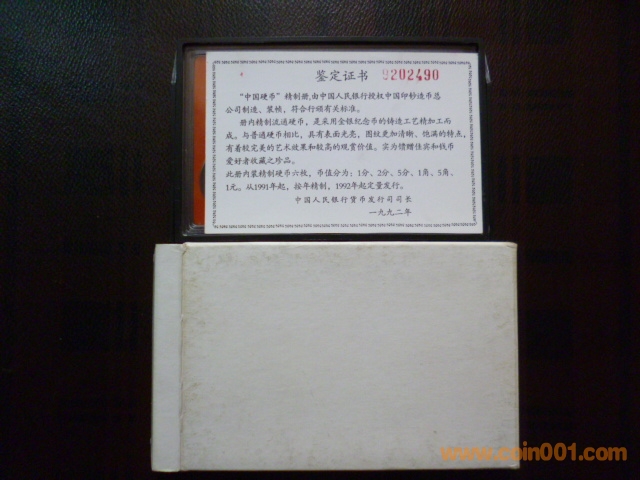 鉴定证书 9202490
“中国硬币”精制册,由中国人民银行授权中国印钞造币总
公司制造、装帧,符合行颁有关标准。
册内精制流通硬币,是采用金银纪念币的铸造工艺精加工而
成。与普通硬币相比,具有表面光亮,图纹更加清晰、饱满的特点,
有着较完美的艺术效果和较高的观赏价值。实为馈赠佳宾和钱币
爱好者收藏之珍品。
此册内装精制硬币六枚,币值分为:1分、2分、5分、1角、5角、
1元。从1991年起,按年精制,1992年起定量发行。
中国人民银行货币发行司司长
一九九二年
www.coin001.com